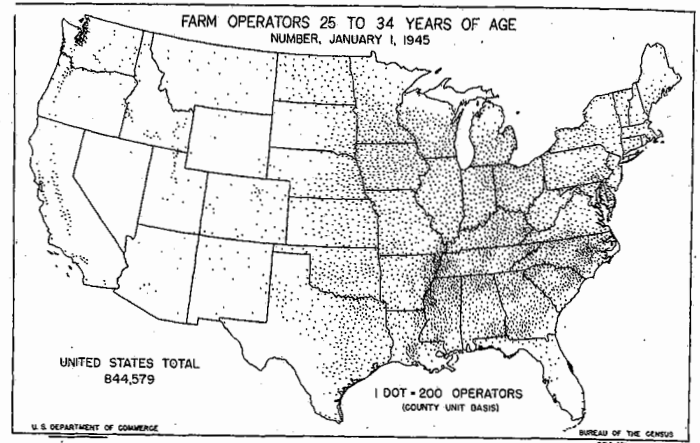 FARM OPERATORS 25 TO 34 YEARS OF AGE
NUMBER, JANUARY 1, 1945
UNITED STATES TOTAL
844,579
1 DOT - 200 OPERATORS
(COUNTY UNIT BASIS)
U. S. DEPARTMENT OF COMMERCE
BUREAU OF THE CENSUS